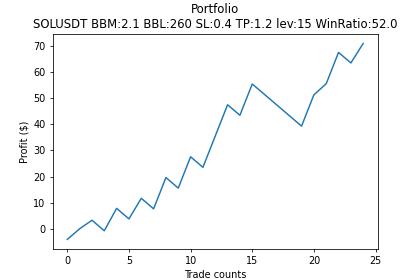 Portfolio
SOLUSDT BBM:2.1 BBL:260 SL:0.4 TP:1.2 lev:15 WinRatio:52.0
70
60
50
40
30
20
10
0
Profit ($)
0 5 10 15 20 25
Trade counts